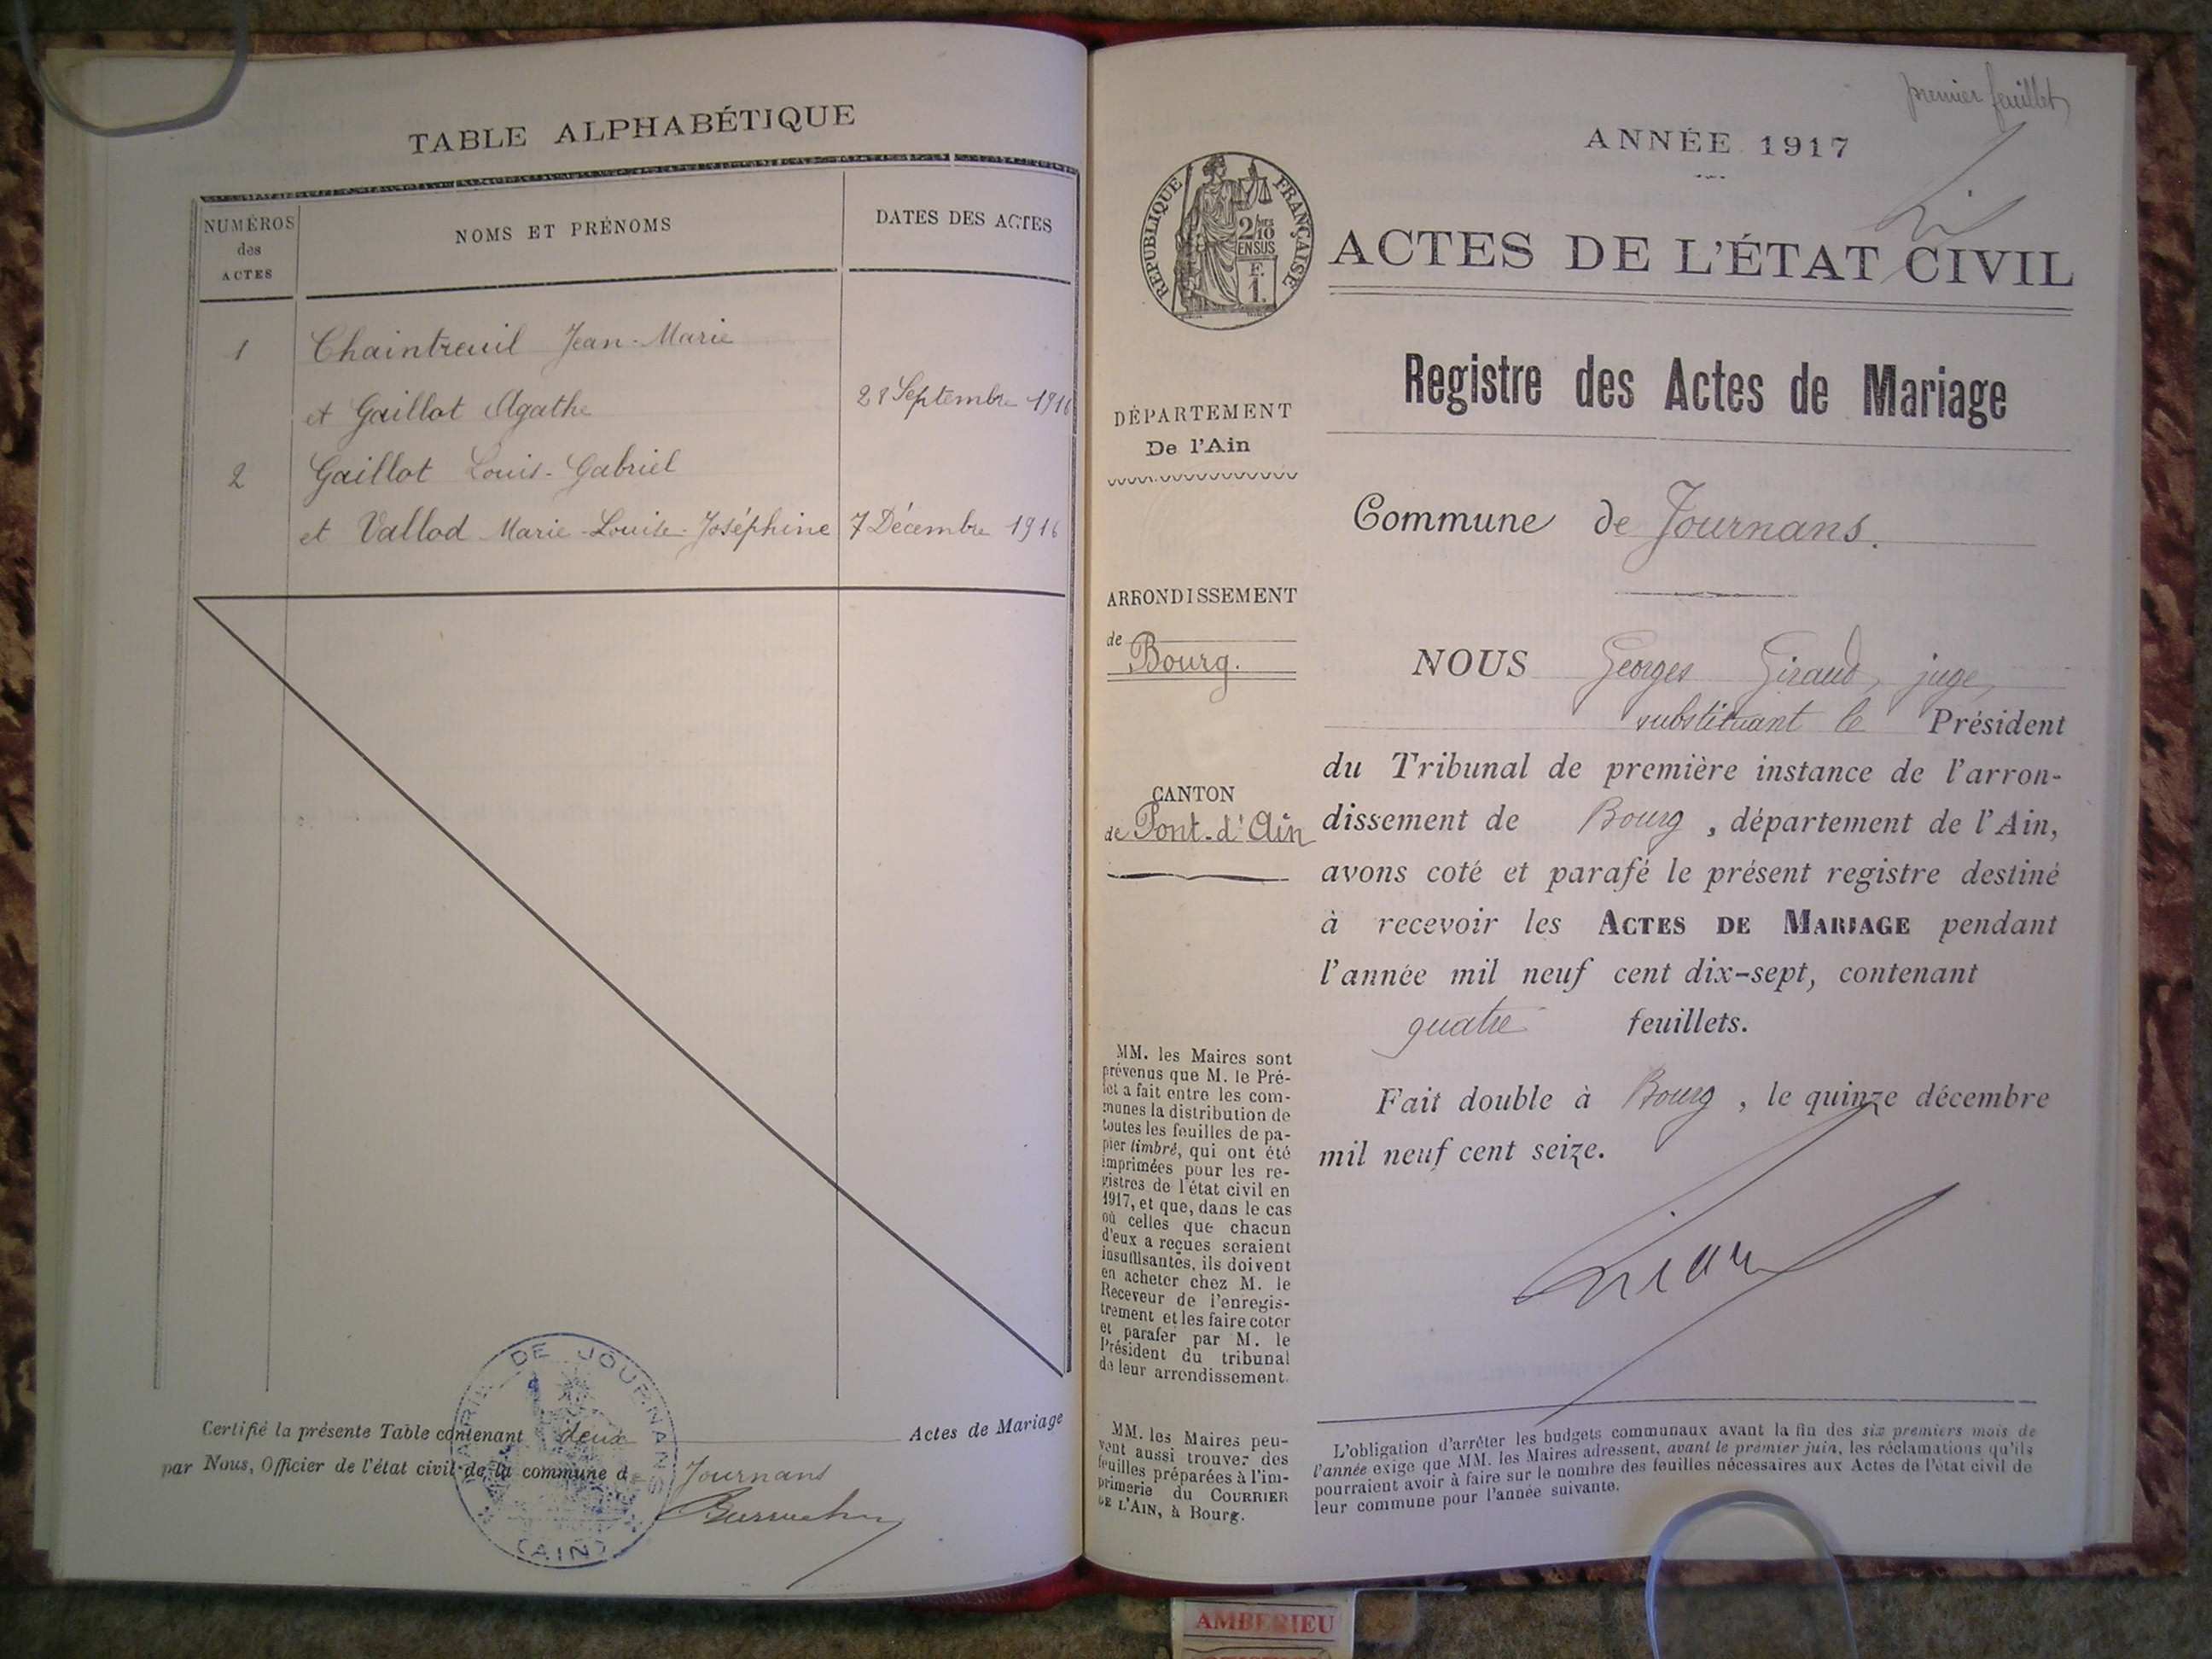 TABLE ALPHABÉTIQUE
NUMÉROS
des
ACTES
NOMS ET PRÉNOMS
DATES DES ACTES
1 Chaintreuil Jean-Marie
et Gaillot Agathe 28 Septembre 1916
2 Gaillot Louis-Gabriel
et Vallod Marie-Louise-Joséphine 7 Décembre 1916
Certifié la présente Table contenant deux Actes de Mariage
par Nous, Officier de l'état civil de la commune de Journans
MAIRIE DE JOURNANS
(AIN)
premier feuillet
ANNÉE 1917
RÉPUBLIQUE FRANÇAISE
2/10
EN SUS
F.
1.
ACTES DE L'ÉTAT CIVIL
Registre des Actes de Mariage
DÉPARTEMENT
De l'Ain
Commune de Journans.
ARRONDISSEMENT
de Bourg.
CANTON
de Pont-d'Ain
NOUS Georges Giraud, juge,
substituant le Président
du Tribunal de première instance de l'arron-
dissement de Bourg, département de l'Ain,
avons coté et parafé le présent registre destiné
à recevoir les ACTES DE MARIAGE pendant
l'année mil neuf cent dix-sept, contenant
quatre feuillets.
Fait double à Bourg, le quinze décembre
mil neuf cent seize.
MM. les Maires sont
prévenus que M. le Pré-
fet a fait entre les com-
munes la distribution de
toutes les feuilles de pa-
pier timbré, qui ont été
imprimées pour les re-
gistres de l'état civil en
1917, et que, dans le cas
où celles que chacun
d'eux a reçues seraient
insuffisantes, ils doivent
en acheter chez M. le
Receveur de l'enregis-
trement et les faire coter
et parafer par M. le
Président du tribunal
de leur arrondissement.
MM. les Maires peu-
vent aussi trouver des
feuilles préparées à l'im-
primerie du COURRIER
DE L'AIN, à Bourg.
L'obligation d'arrêter les budgets communaux avant la fin des six premiers mois de
l'année exige que MM. les Maires adressent, avant le premier juin, les réclamations qu'ils
pourraient avoir à faire sur le nombre des feuilles nécessaires aux Actes de l'état civil de
leur commune pour l'année suivante.
AMBERIEU